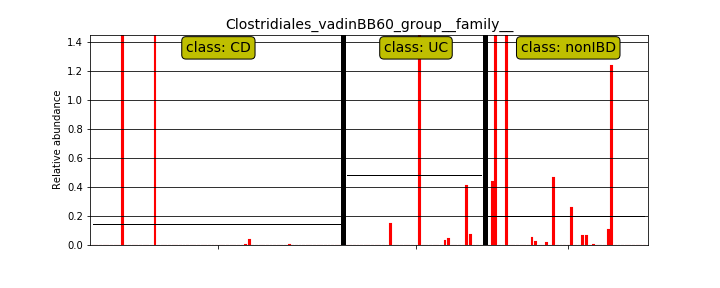 Clostridiales_vadinBB60_group__family__
class: CD
class: UC
class: nonIBD
Relative abundance
1.4
1.2
1.0
0.8
0.6
0.4
0.2
0.0